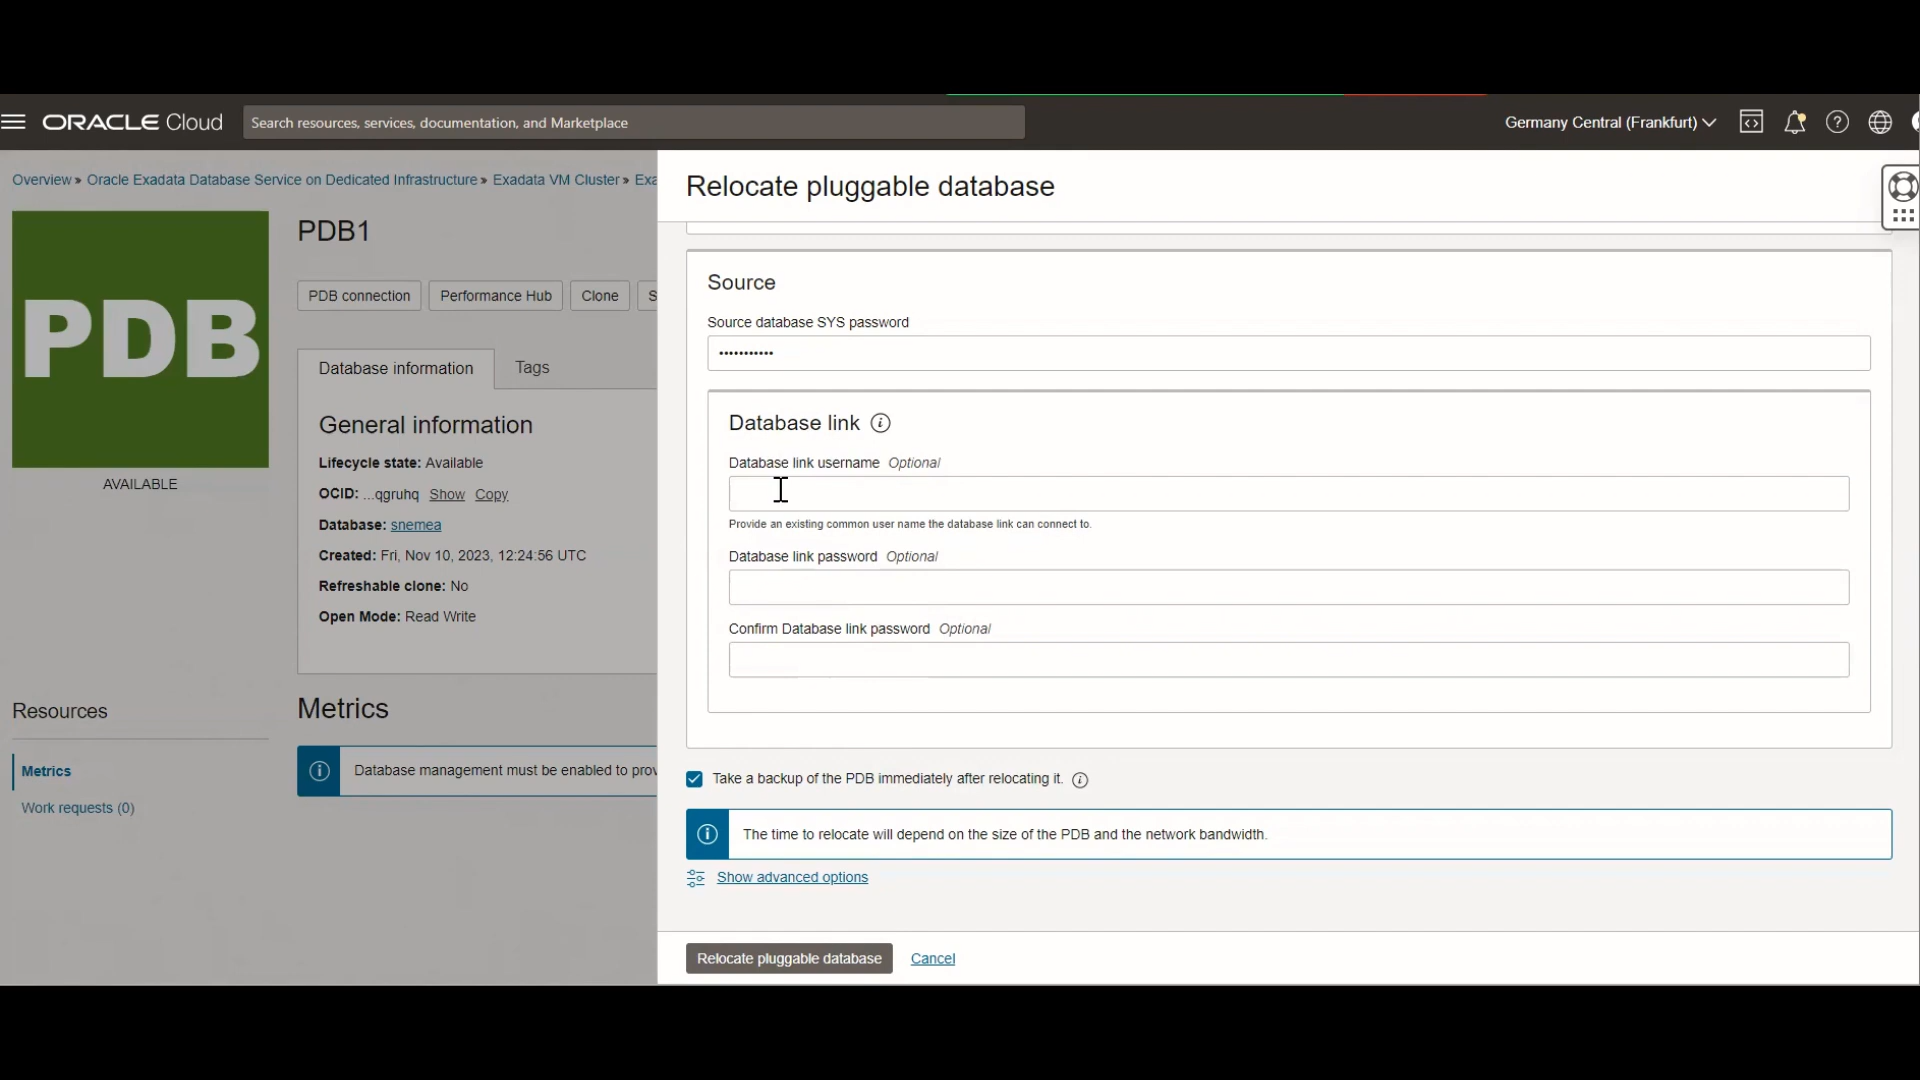 ORACLE Cloud
Search resources, services, documentation, and Marketplace
Germany Central (Frankfurt)
Overview » Oracle Exadata Database Service on Dedicated Infrastructure » Exadata VM Cluster » Exa
PDB
AVAILABLE
PDB1
PDB connection
Performance Hub
Clone
S
Database information
Tags
General information
Lifecycle state: Available
OCID: ...qgruhq Show Copy
Database: snemea
Created: Fri, Nov 10, 2023, 12:24:56 UTC
Refreshable clone: No
Open Mode: Read Write
Resources
Metrics
Work requests (0)
Metrics
Database management must be enabled to prov
Relocate pluggable database
Source
Source database SYS password
•••••••••••
Database link
Database link username Optional
Provide an existing common user name the database link can connect to.
Database link password Optional
Confirm Database link password Optional
Take a backup of the PDB immediately after relocating it.
The time to relocate will depend on the size of the PDB and the network bandwidth.
Show advanced options
Relocate pluggable database
Cancel